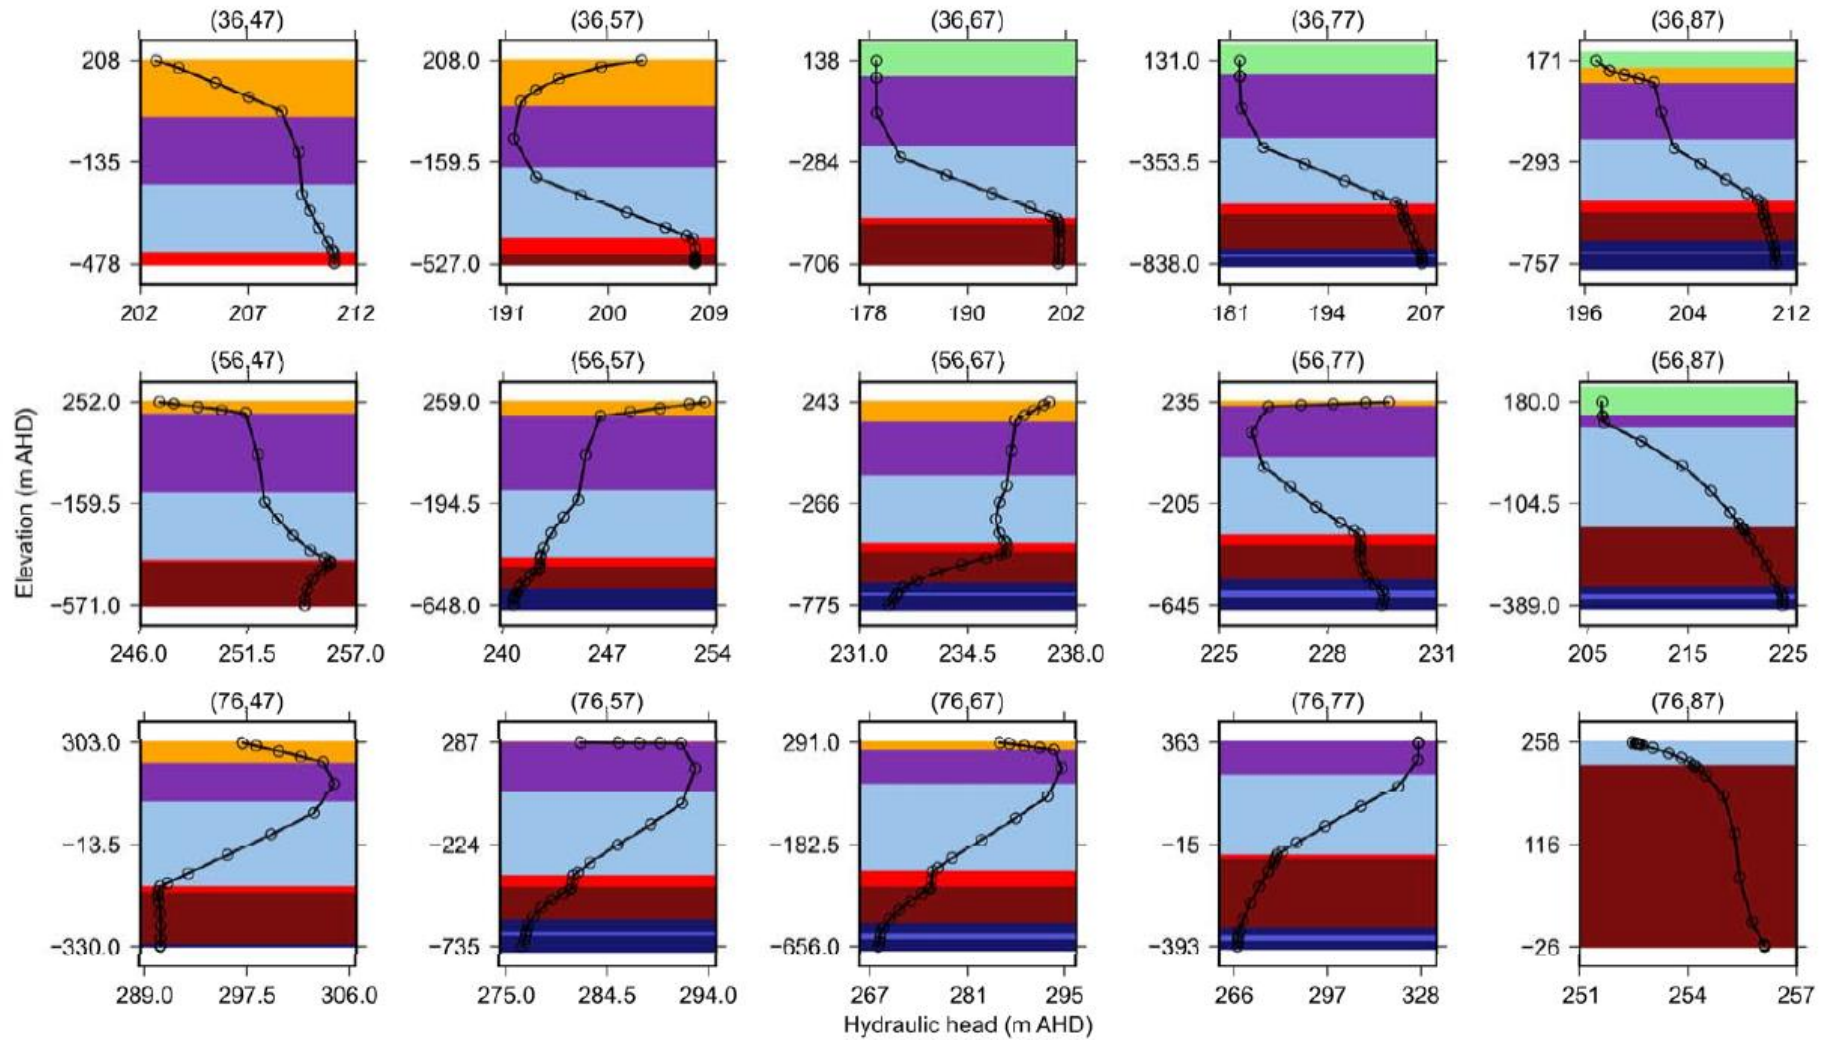 (36,47) (36,57) (36,67) (36,77) (36,87)
208 208.0 138 131.0 171
−135 −159.5 −284 −353.5 −293
−478 −527.0 −706 −838.0 −757
202 207 212 191 200 209 178 190 202 181 194 207 196 204 212
(56,47) (56,57) (56,67) (56,77) (56,87)
252.0 259.0 243 235 180.0
−159.5 −194.5 −266 −205 −104.5
−571.0 −648.0 −775 −645 −389.0
246.0 251.5 257.0 240 247 254 231.0 234.5 238.0 225 228 231 205 215 225
Elevation (m AHD)
(76,47) (76,57) (76,67) (76,77) (76,87)
303.0 287 291.0 363 258
−13.5 −224 −182.5 −15 116
−330.0 −735 −656.0 −393 −26
289.0 297.5 306.0 275.0 284.5 294.0 267 281 295 266 297 328 251 254 257
Hydraulic head (m AHD)